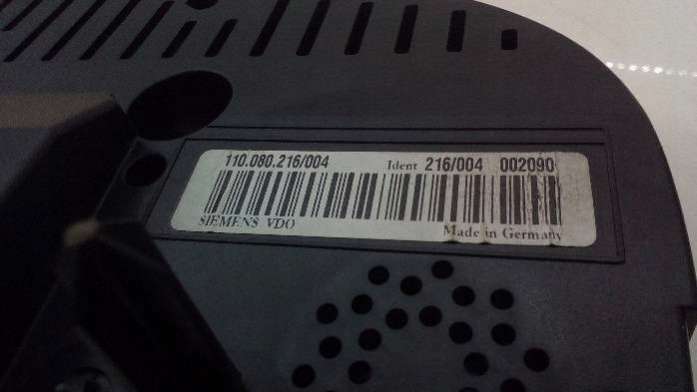 110.080.216/004 Ident 216/004 002090
SIEMENS VDO Made in Germany